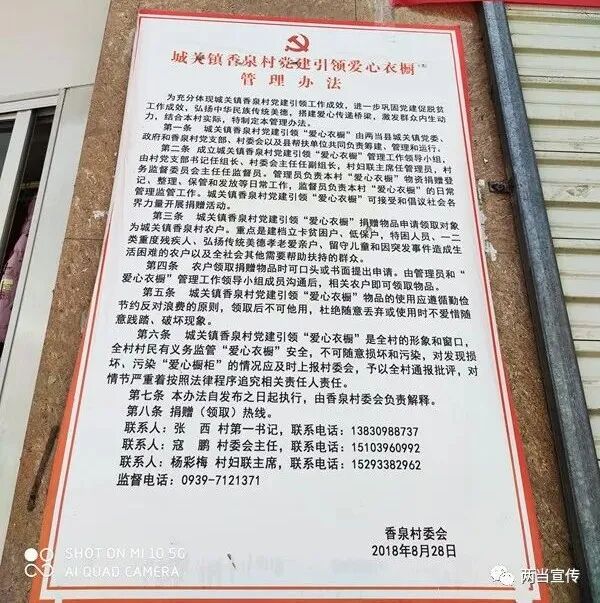 城关镇香泉村党建引领爱心衣橱
管理办法
为充分体现城关镇香泉村党建引领工作成效，进一步巩固党建促脱贫
工作成效，弘扬中华民族传统美德，搭建爱心传递桥梁，激发群众内生动
力，结合本村实际，特制定本管理办法。
第一条 城关镇香泉村党建引领“爱心衣橱”由两当县城关镇党委、
政府和香泉村党支部、村委会以及县帮扶单位共同负责筹建、管理和运行。
第二条 成立城关镇香泉村党建引领“爱心衣橱”管理工作领导小组，
由村党支部书记任组长、村委会主任任副组长，村妇联主席任管理员，村
务监督委员会主任任监督员。管理员负责本村“爱心衣橱”物资捐赠登
记、整理、保管和发放等日常工作，监督员负责本村“爱心衣橱”的日常
管理监管工作。城关镇香泉村党建引领“爱心衣橱”可接受和倡议社会各
界力量开展捐赠活动。
第三条 城关镇香泉村党建引领“爱心衣橱”捐赠物品申请领取对象
为城关镇香泉村农户。重点是建档立卡贫困户、低保户，特困人员、一二
类重度残疾人、弘扬传统美德孝老爱亲户、留守儿童和因突发事件造成生
活困难的农户以及全社会其他需要帮助扶持的群众。
第四条 农户领取捐赠物品时可口头或书面提出申请。由管理员和“
爱心衣橱”管理工作领导小组成员沟通后，相关农户即可领取物品。
第五条 城关镇香泉村党建引领“爱心衣橱”物品的使用应遵循勤俭
节约反对浪费的原则，领取后不可他用，杜绝随意丢弃或使用时不爱惜随
意践踏、破坏现象。
第六条 城关镇香泉村党建引领“爱心衣橱”是全村的形象和窗口，
全村村民有义务监管“爱心衣橱”安全，不可随意损坏和污染，对发现损
坏、污染“爱心橱柜”的情况应及时上报村委会，予以全村通报批评，对
情节严重着按照法律程序追究相关责任人责任。
第七条 本办法自发布之日起执行，由香泉村委会负责解释。
第八条 捐赠（领取）热线。
联系人：张 西 村第一书记，联系电话：13830988737
联系人：寇 鹏 村委会主任，联系电话：15103960992
联系人：杨彩梅 村妇联主席，联系电话：15293382962
监督电话：0939-7121371
香泉村委会
2018年8月28日
SHOT ON MI 10 5G
AI QUAD CAMERA
两当宣传